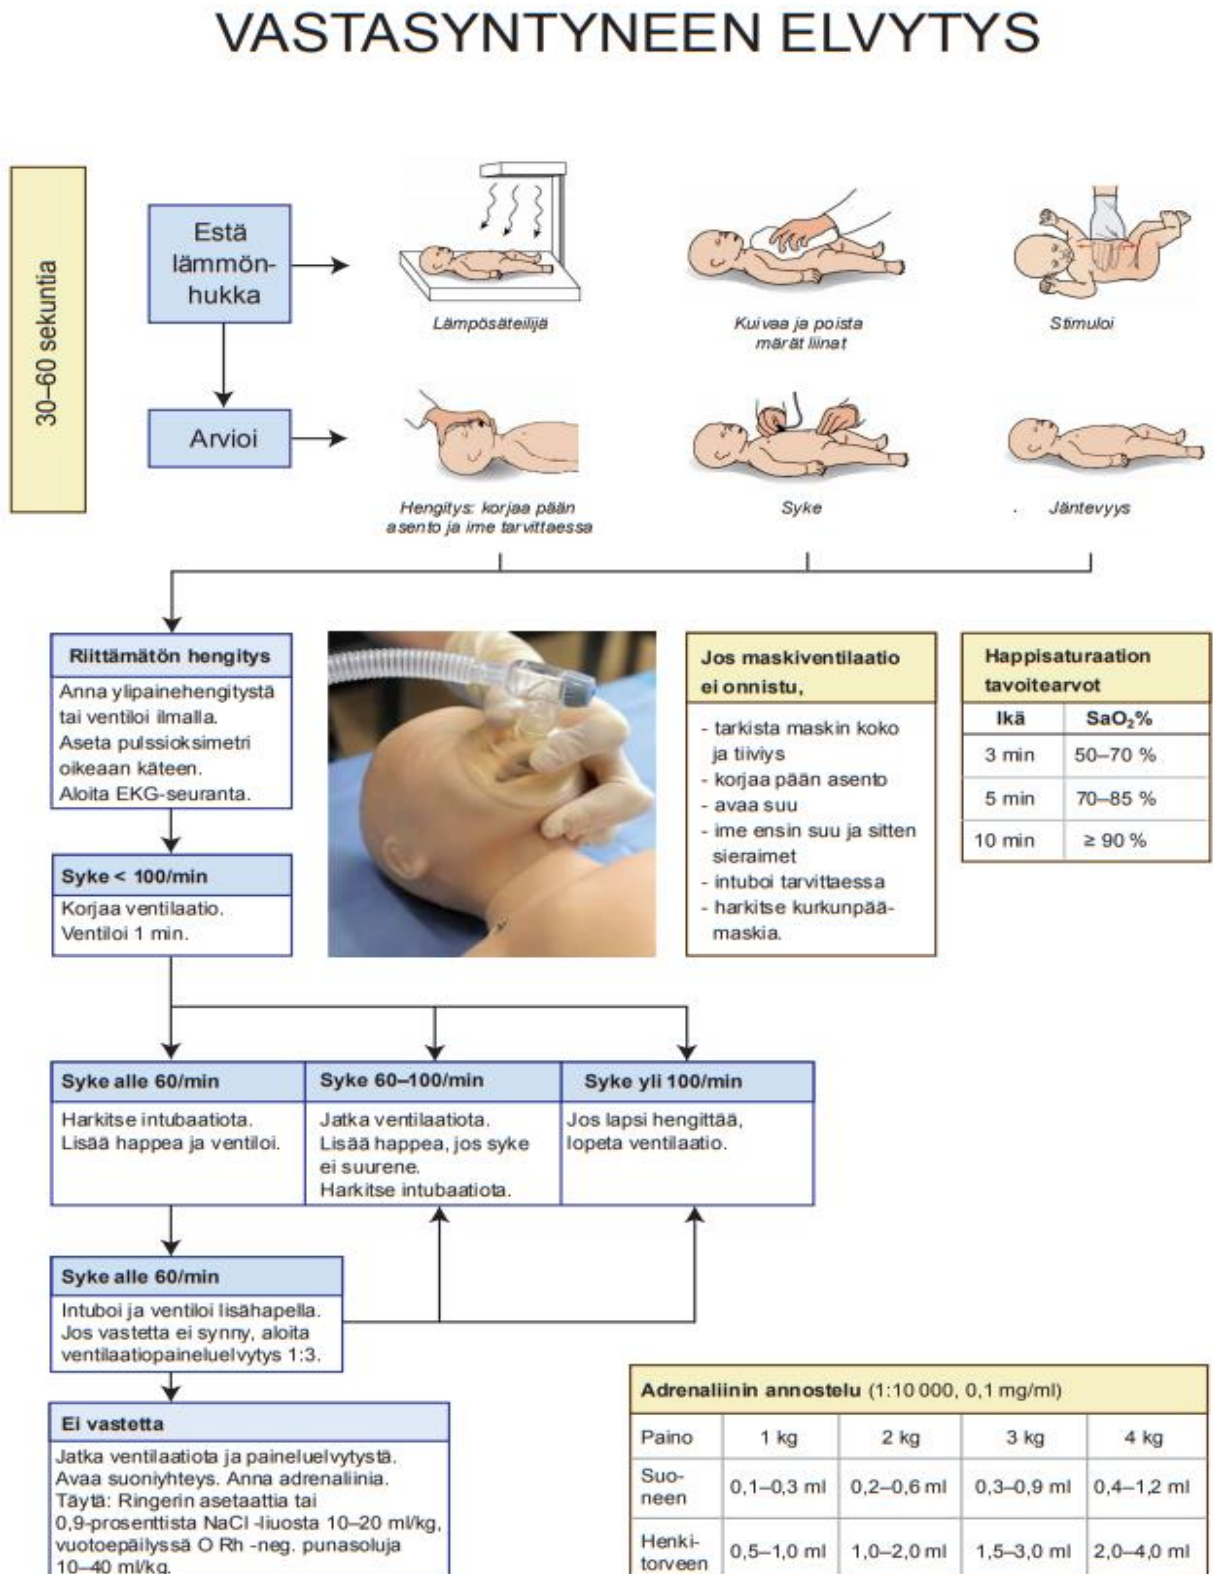 VASTASYNTYNEEN ELVYTYS
30–60 sekuntia
Estä
lämmön-
hukka
Lämpösäteilijä
Kuivaa ja poista
märät liinat
Stimuloi
Arvioi
Hengitys: korjaa pään
asento ja ime tarvittaessa
Syke
Jäntevyys
Riittämätön hengitys
Anna ylipainehengitystä
tai ventiloi ilmalla.
Aseta pulssioksimetri
oikeaan käteen.
Aloita EKG-seuranta.
Syke < 100/min
Korjaa ventilaatio.
Ventiloi 1 min.
Jos maskiventilaatio
ei onnistu,
- tarkista maskin koko
ja tiiviys
- korjaa pään asento
- avaa suu
- ime ensin suu ja sitten
sieraimet
- intuboi tarvittaessa
- harkitse kurkunpää-
maskia.
Happisaturaation
tavoitearvot
Ikä SaO₂%
3 min 50–70 %
5 min 70–85 %
10 min ≥ 90 %
Syke alle 60/min
Harkitse intubaatiota.
Lisää happea ja ventiloi.
Syke 60–100/min
Jatka ventilaatiota.
Lisää happea, jos syke
ei suurene.
Harkitse intubaatiota.
Syke yli 100/min
Jos lapsi hengittää,
lopeta ventilaatio.
Syke alle 60/min
Intuboi ja ventiloi lisähapella.
Jos vastetta ei synny, aloita
ventilaatiopaineluelvytys 1:3.
Ei vastetta
Jatka ventilaatiota ja paineluelvytystä.
Avaa suoniyhteys. Anna adrenaliinia.
Täytä: Ringerin asetaattia tai
0,9-prosenttista NaCl -liuosta 10–20 ml/kg,
vuotoepäilyssä O Rh -neg. punasoluja
10–40 ml/kg.
Adrenaliinin annostelu (1:10 000, 0,1 mg/ml)
Paino 1 kg 2 kg 3 kg 4 kg
Suo-
neen 0,1–0,3 ml 0,2–0,6 ml 0,3–0,9 ml 0,4–1,2 ml
Henki-
torveen 0,5–1,0 ml 1,0–2,0 ml 1,5–3,0 ml 2,0–4,0 ml